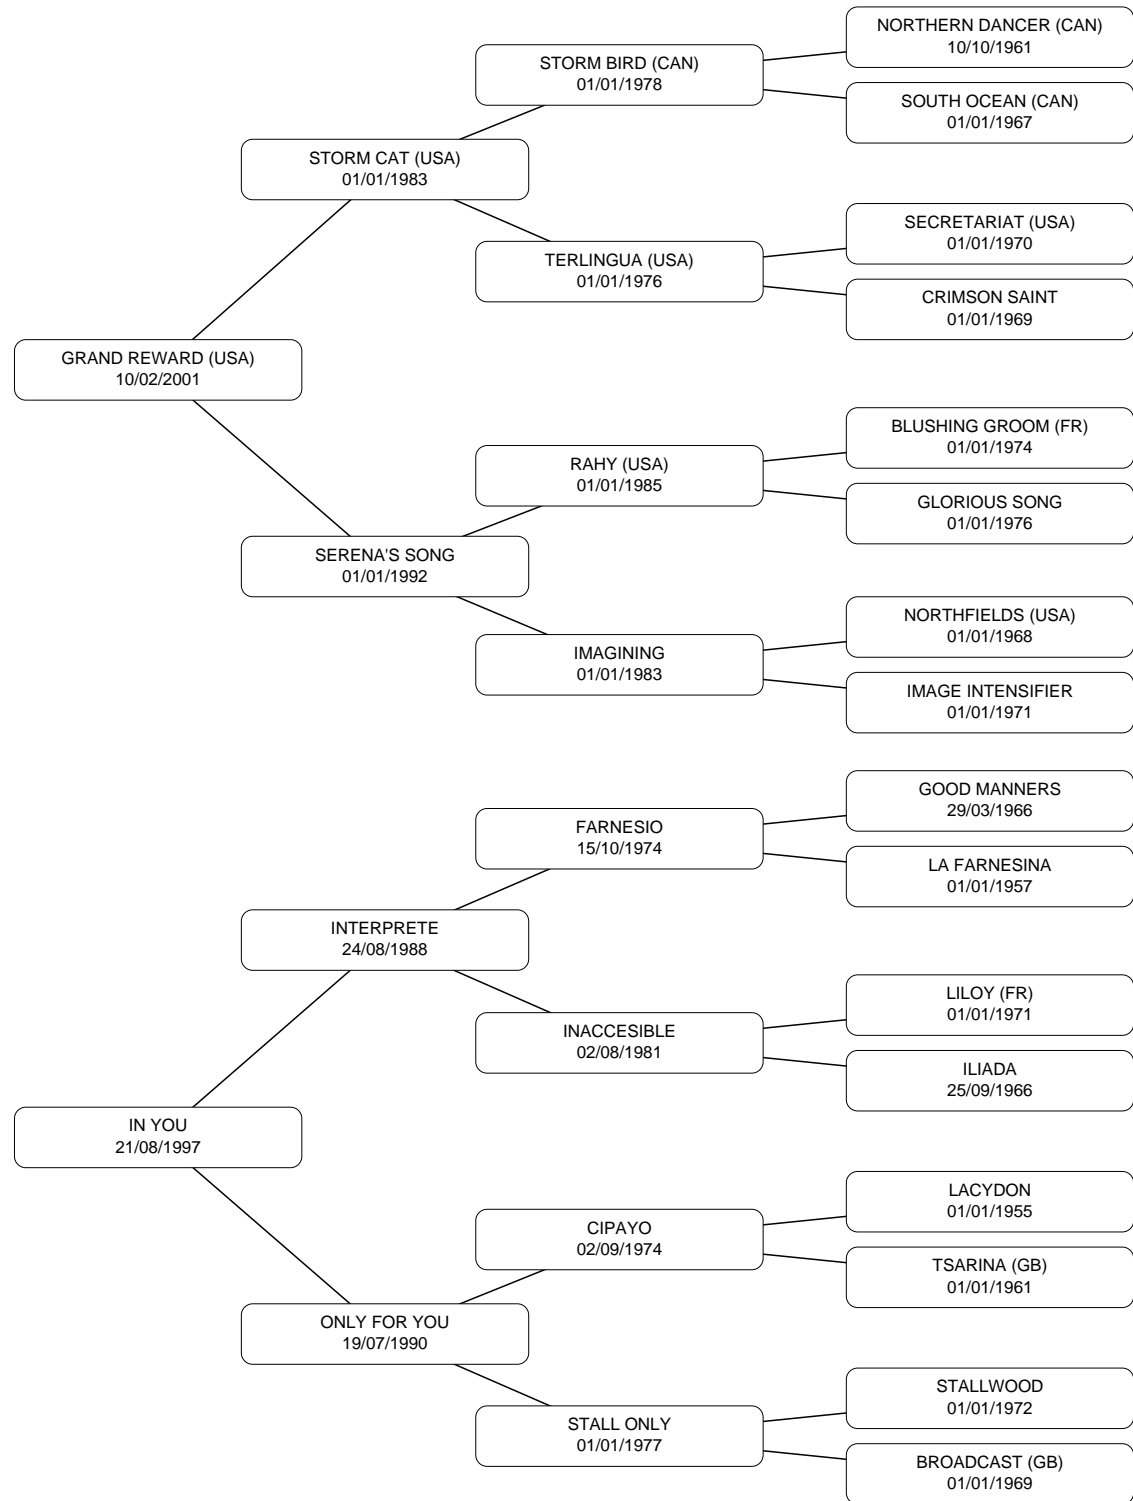 NORTHERN DANCER (CAN)
10/10/1961
STORM BIRD (CAN)
01/01/1978
SOUTH OCEAN (CAN)
01/01/1967
STORM CAT (USA)
01/01/1983
SECRETARIAT (USA)
01/01/1970
TERLINGUA (USA)
01/01/1976
CRIMSON SAINT
01/01/1969
GRAND REWARD (USA)
10/02/2001
BLUSHING GROOM (FR)
01/01/1974
RAHY (USA)
01/01/1985
GLORIOUS SONG
01/01/1976
SERENA'S SONG
01/01/1992
NORTHFIELDS (USA)
01/01/1968
IMAGINING
01/01/1983
IMAGE INTENSIFIER
01/01/1971
GOOD MANNERS
29/03/1966
FARNESIO
15/10/1974
LA FARNESINA
01/01/1957
INTERPRETE
24/08/1988
LILOY (FR)
01/01/1971
INACCESIBLE
02/08/1981
ILIADA
25/09/1966
IN YOU
21/08/1997
LACYDON
01/01/1955
CIPAYO
02/09/1974
TSARINA (GB)
01/01/1961
ONLY FOR YOU
19/07/1990
STALLWOOD
01/01/1972
STALL ONLY
01/01/1977
BROADCAST (GB)
01/01/1969